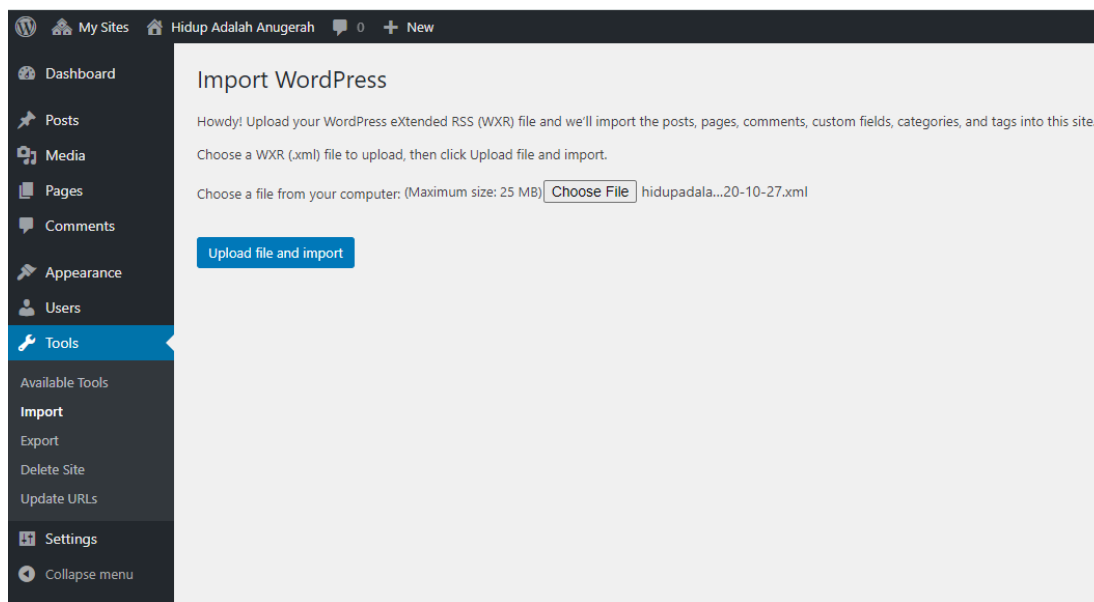 My Sites Hidup Adalah Anugerah 0 + New
Dashboard
Posts
Media
Pages
Comments
Appearance
Users
Tools
Available Tools
Import
Export
Delete Site
Update URLs
Settings
Collapse menu
Import WordPress
Howdy! Upload your WordPress eXtended RSS (WXR) file and we'll import the posts, pages, comments, custom fields, categories, and tags into this site.
Choose a WXR (.xml) file to upload, then click Upload file and import.
Choose a file from your computer: (Maximum size: 25 MB) Choose File hidupadala...20-10-27.xml
Upload file and import